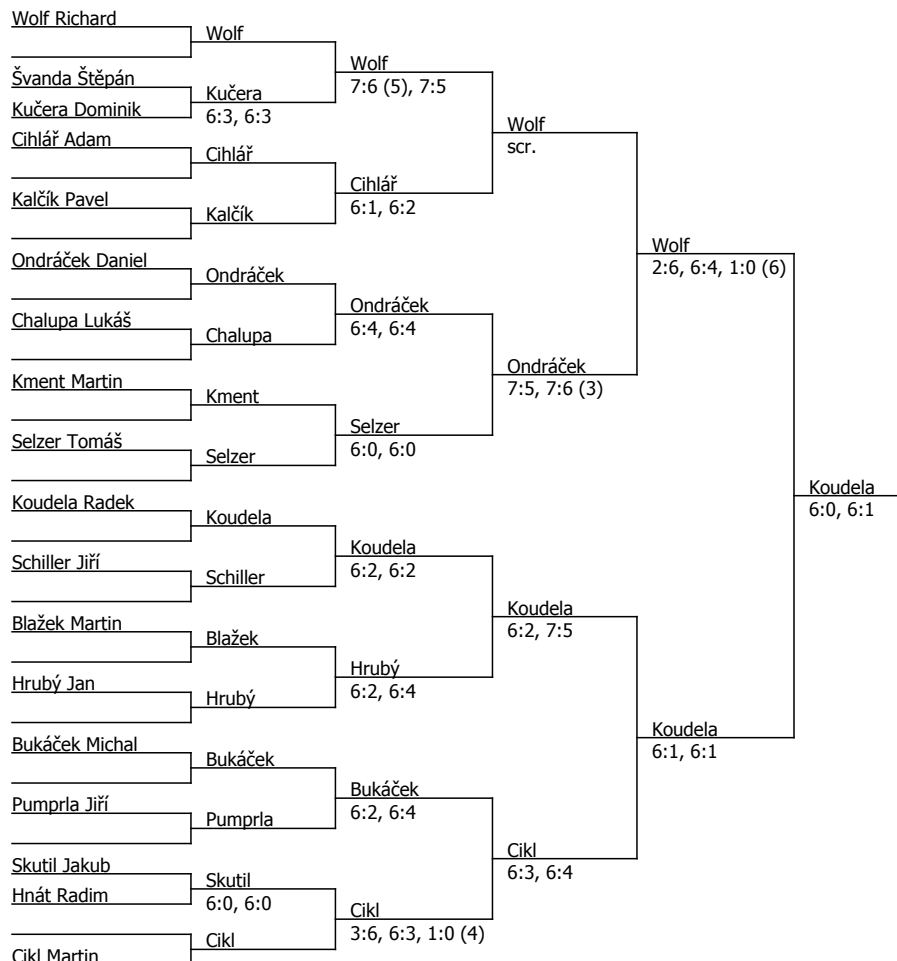 Wolf Richard
Švanda Štěpán
Kučera Dominik
Cihlář Adam
Kalčík Pavel
Ondráček Daniel
Chalupa Lukáš
Kment Martin
Selzer Tomáš
Koudela Radek
Schiller Jiří
Blažek Martin
Hrubý Jan
Bukáček Michal
Pumprla Jiří
Skutil Jakub
Hnát Radim
Cikl Martin
Wolf
Kučera
6:3, 6:3
Cihlář
Kalčík
Ondráček
Chalupa
Kment
Selzer
Koudela
Schiller
Blažek
Hrubý
Bukáček
Pumprla
Skutil
6:0, 6:0
Cikl
Wolf
7:6 (5), 7:5
Cihlář
6:1, 6:2
Ondráček
6:4, 6:4
Selzer
6:0, 6:0
Koudela
6:2, 6:2
Hrubý
6:2, 6:4
Bukáček
6:2, 6:4
Cikl
3:6, 6:3, 1:0 (4)
Wolf
scr.
Ondráček
7:5, 7:6 (3)
Koudela
6:2, 7:5
Cikl
6:3, 6:4
Wolf
2:6, 6:4, 1:0 (6)
Koudela
6:1, 6:1
Koudela
6:0, 6:1